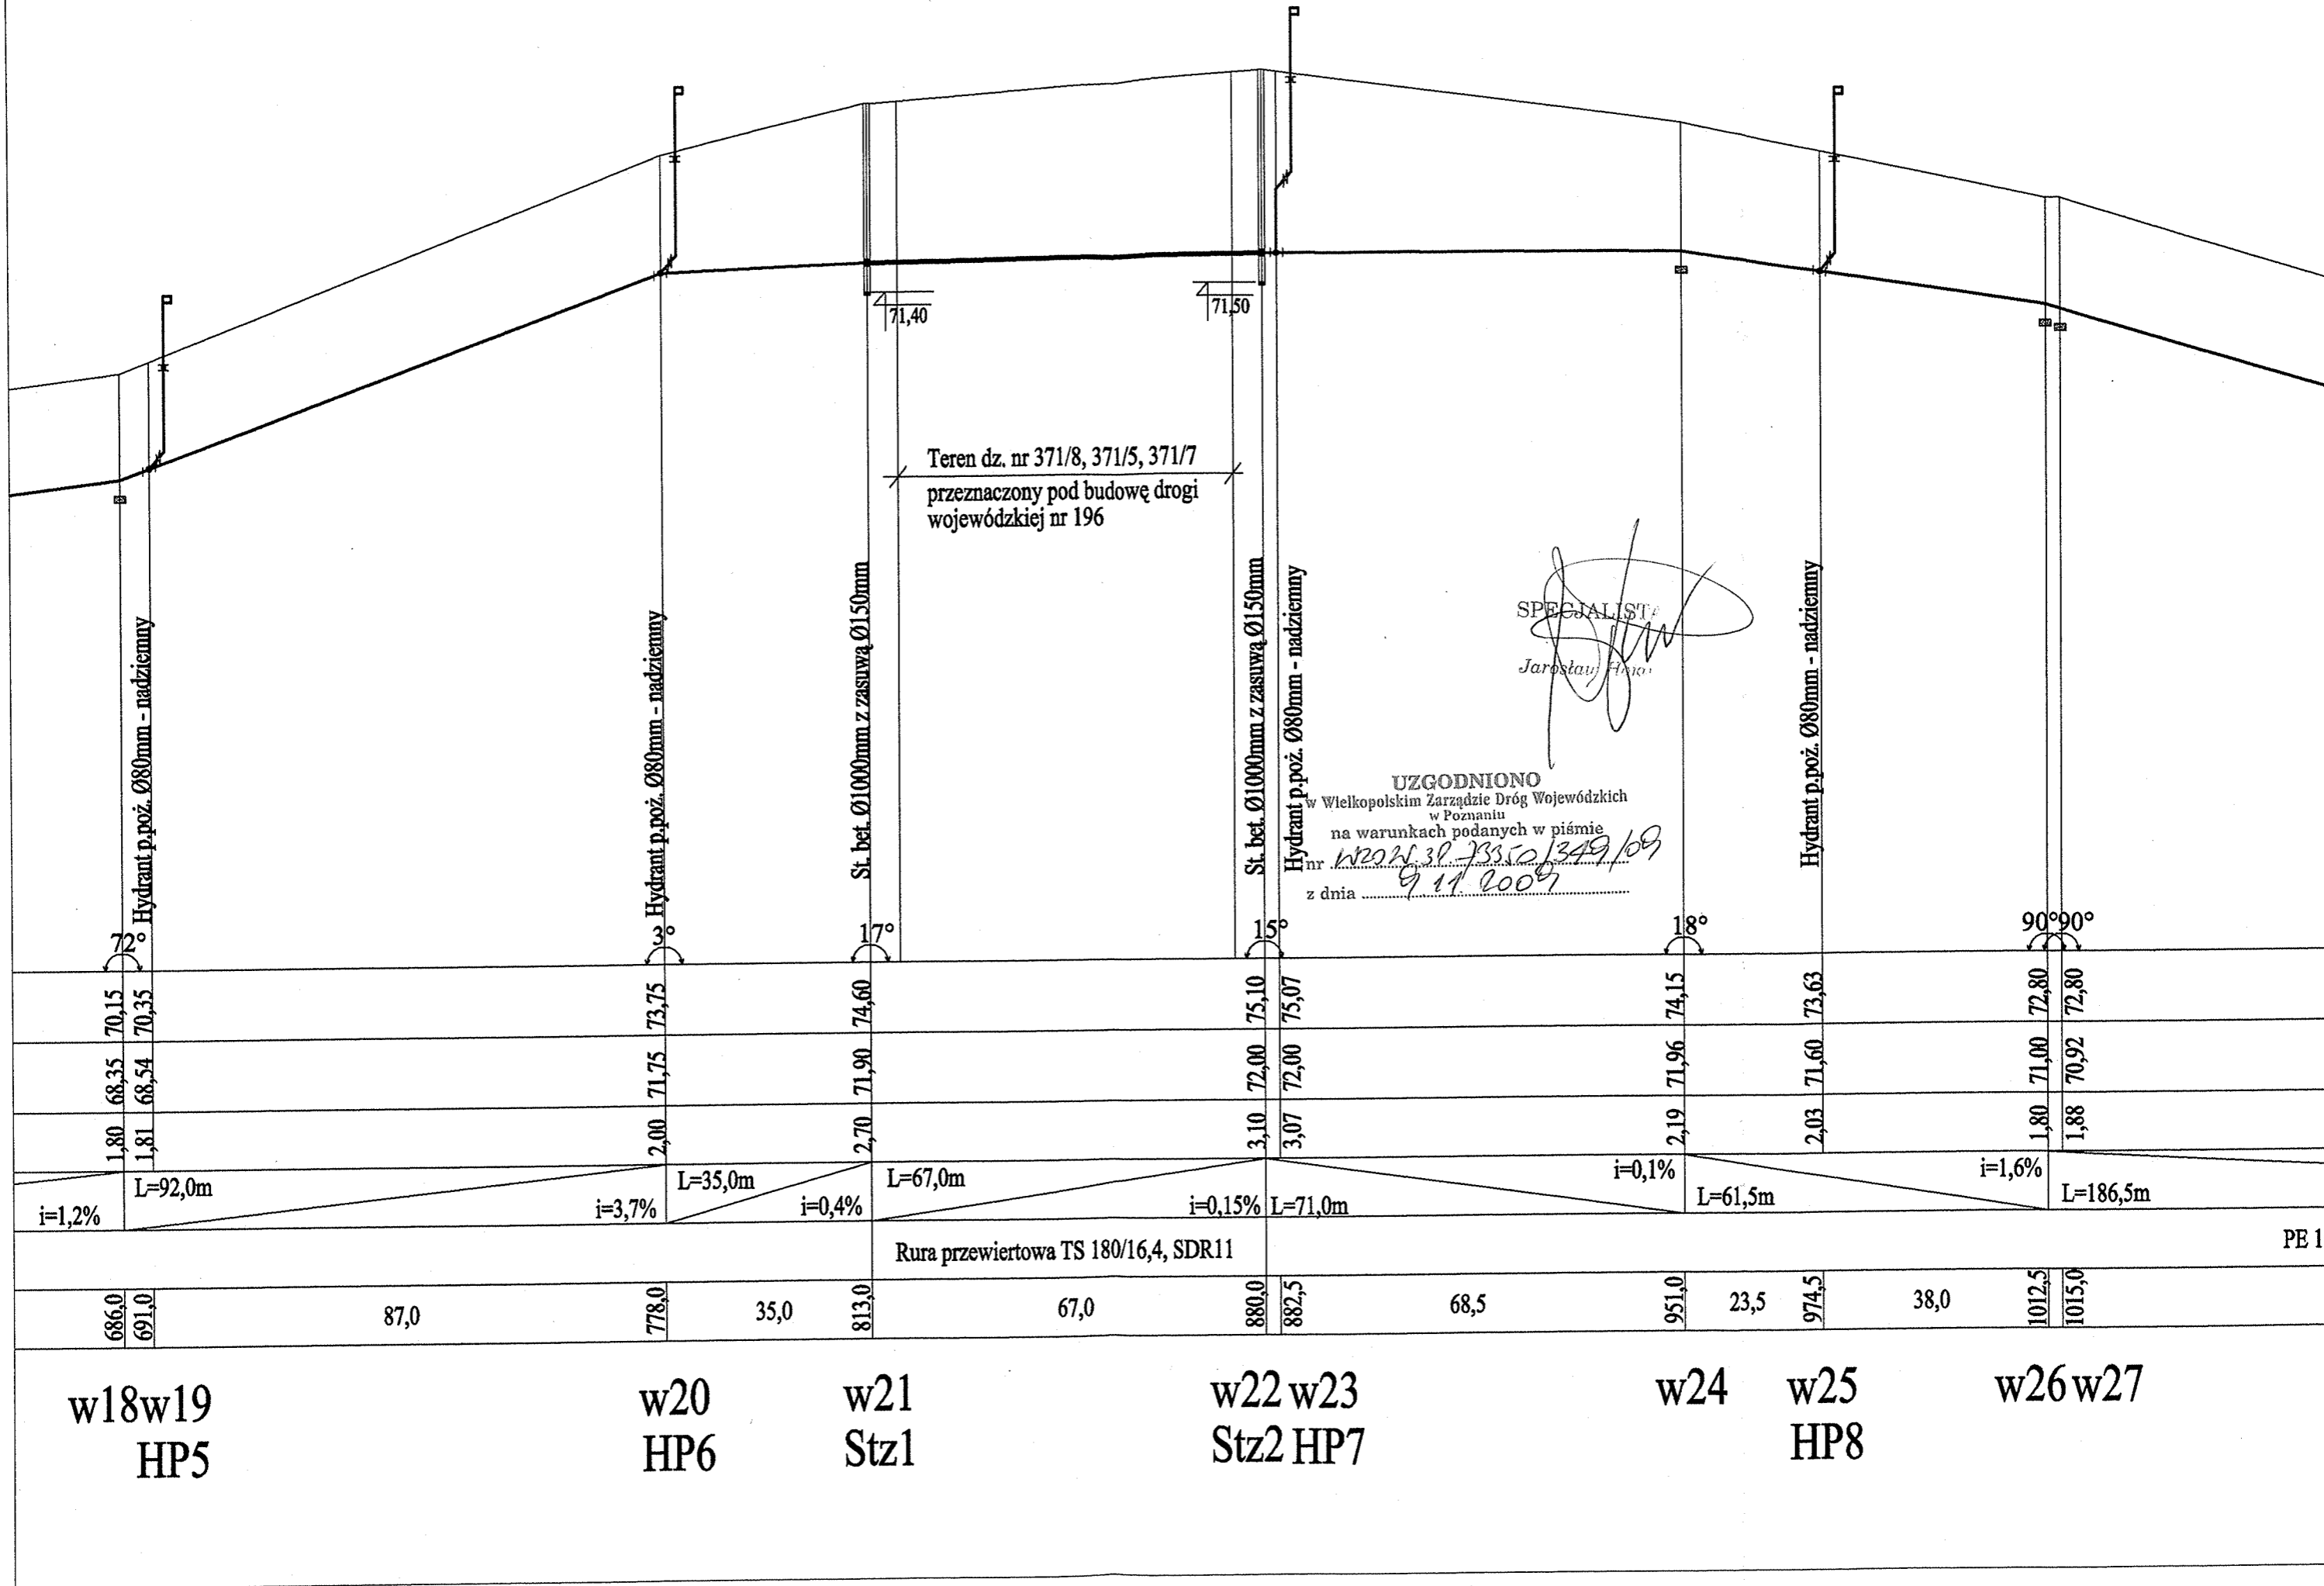 71,40
71,50
Teren dz. nr 371/8, 371/5, 371/7
przeznaczony pod budowę drogi
wojewódzkiej nr 196
Hydrant p.poż. Ø80mm - nadziemny
Hydrant p.poż. Ø80mm - nadziemny
St. bet. Ø1000mm z zasuwą Ø150mm
St. bet. Ø1000mm z zasuwą Ø150mm
Hydrant p.poż. Ø80mm - nadziemny
Hydrant p.poż. Ø80mm - nadziemny
SPECJALISTA
Jarosław
UZGODNIONO
w Wielkopolskim Zarządzie Dróg Wojewódzkich
w Poznaniu
na warunkach podanych w piśmie
nr 73350/349/09
z dnia 9.11.2009
72° 3° 17° 15° 18° 90° 90°
70,15 70,35 73,75 74,60 75,10 75,07 74,15 73,63 72,80 72,80
68,35 68,54 71,75 71,90 72,00 72,00 71,96 71,60 71,00 70,92
1,80 1,81 2,00 2,70 3,10 3,07 2,19 2,03 1,80 1,88
L=92,0m L=35,0m L=67,0m i=0,1% i=1,6%
i=1,2% i=3,7% i=0,4% i=0,15% L=71,0m L=61,5m L=186,5m
Rura przewiertowa TS 180/16,4, SDR11 PE 1
686,0 691,0 87,0 778,0 35,0 813,0 67,0 880,0 882,5 68,5 951,0 23,5 974,5 38,0 1012,5 1015,0
w18 w19 w20 w21 w22 w23 w24 w25 w26 w27
HP5 HP6 Stz1 Stz2 HP7 HP8